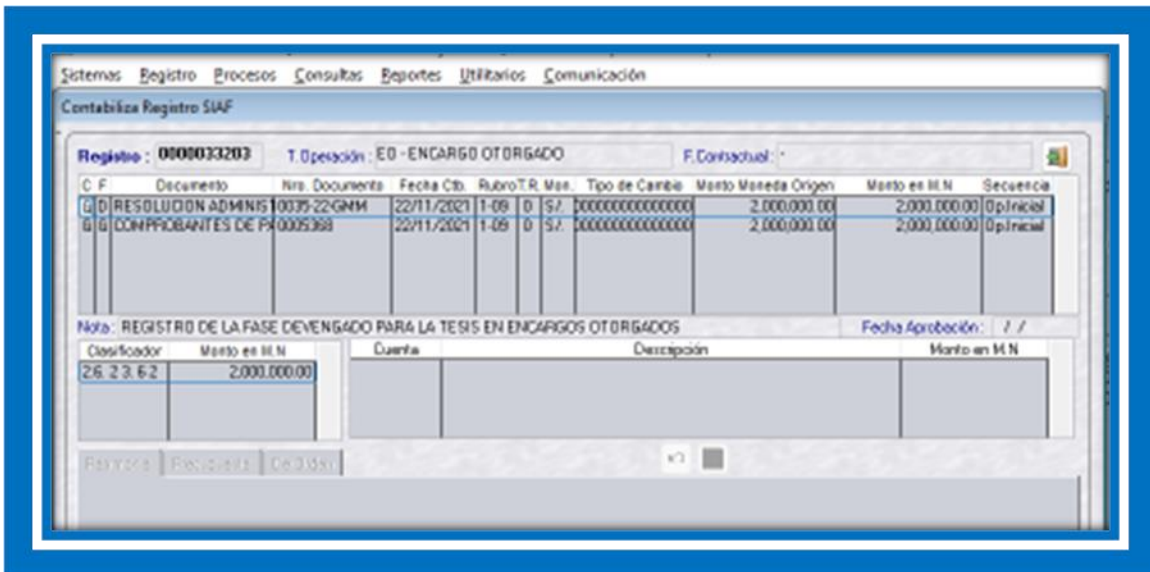 Sistemas Registro Procesos Consultas Reportes Utilitarios Comunicación
Contabiliza Registro SIAF
Registro : 0000033203 T. Operación : EO - ENCARGO OTORGADO F.Contractual : -
C F Documento Nro. Documento Fecha Ctb. Rubro T.R. Mon. Tipo de Cambio Monto Moneda Origen Monto en M.N Secuencia
G D RESOLUCION ADMINIST 0035-22-GMM 22/11/2021 1-09 0 S/. 000000000000000 2,000,000.00 2,000,000.00 Op.Inicial
G G COMPROBANTES DE PA 0005368 22/11/2021 1-09 0 S/. 000000000000000 2,000,000.00 2,000,000.00 Op.Inicial
Nota : REGISTRO DE LA FASE DEVENGADO PARA LA TESIS EN ENCARGOS OTORGADOS Fecha Aprobación : / /
Clasificador Monto en M.N Cuenta Descripción Monto en M.N
2.6. 2 3. 6 2 2,000,000.00